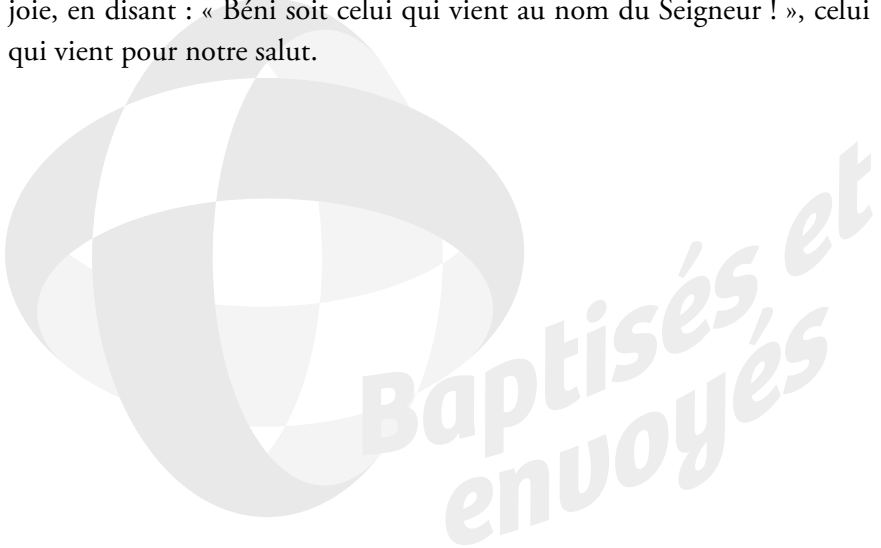 joie, en disant : « Béni soit celui qui vient au nom du Seigneur ! », celui
qui vient pour notre salut.
Baptisés et
envoyés